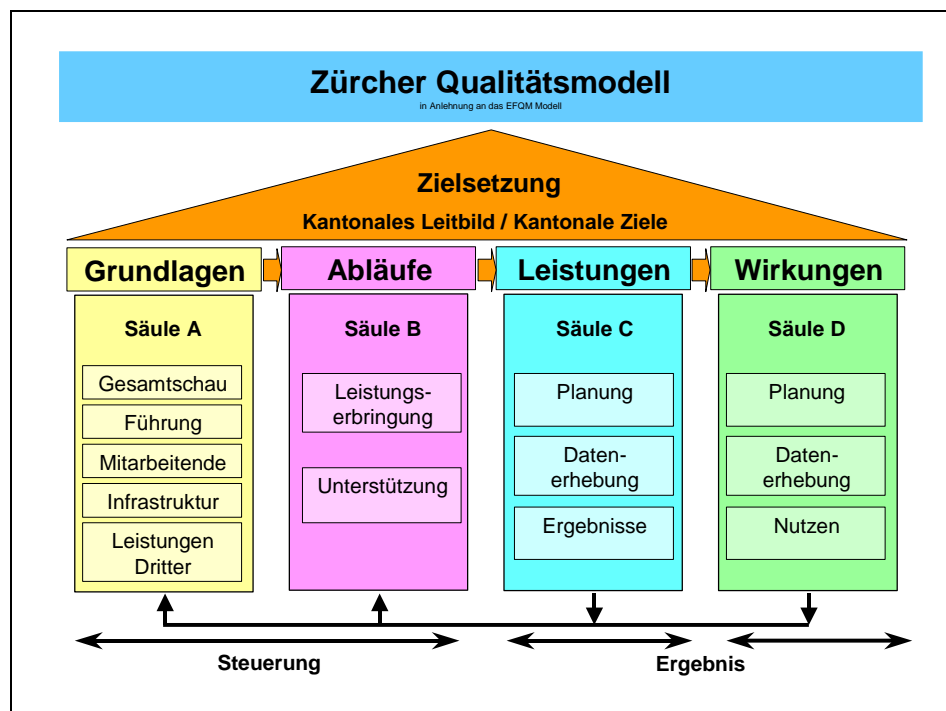 Zürcher Qualitätsmodell
in Anlehnung an das EFQM Modell
Zielsetzung
Kantonales Leitbild / Kantonale Ziele
Grundlagen
Abläufe
Leistungen
Wirkungen
Säule A
Gesamtschau
Führung
Mitarbeitende
Infrastruktur
Leistungen
Dritter
Säule B
Leistungs-
erbringung
Unterstützung
Säule C
Planung
Daten-
erhebung
Ergebnisse
Säule D
Planung
Daten-
erhebung
Nutzen
Steuerung
Ergebnis